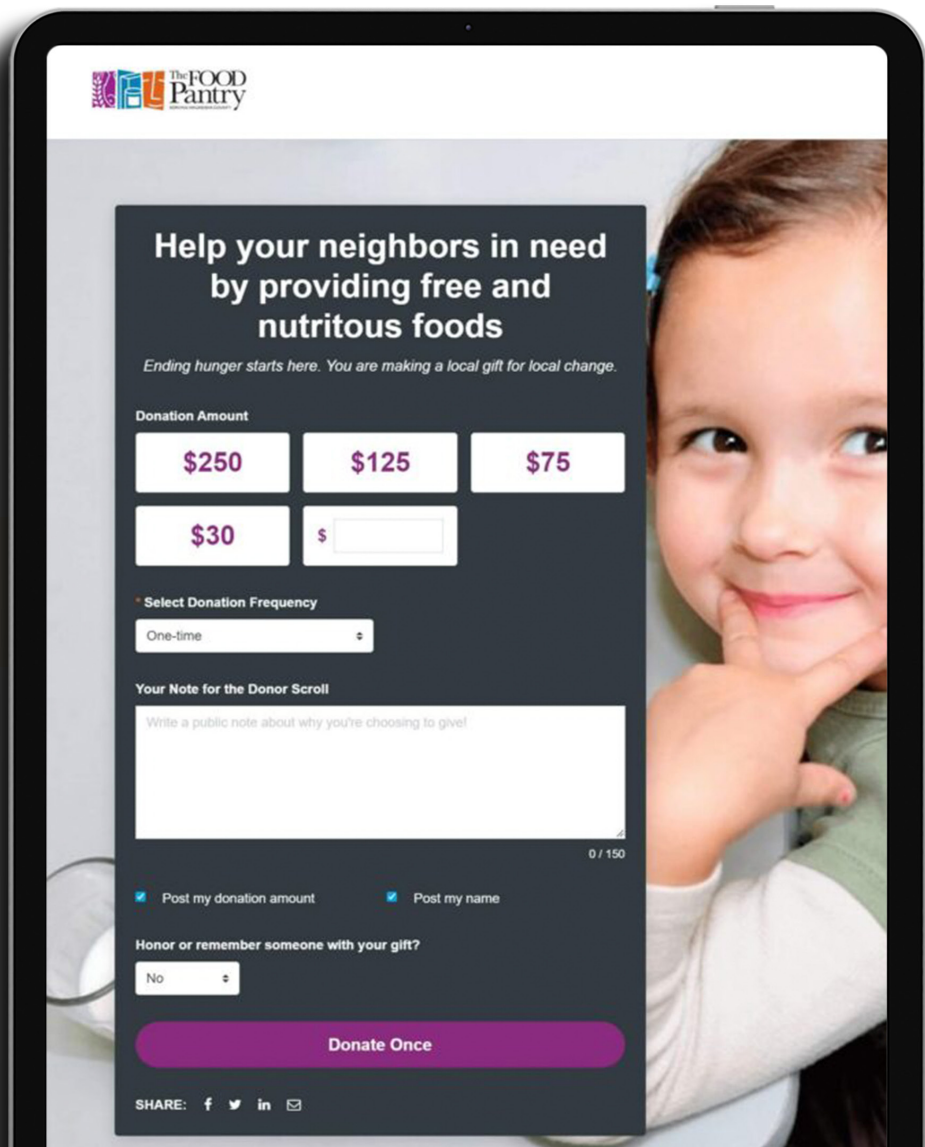 The FOOD
Pantry
Help your neighbors in need
by providing free and
nutritous foods
Ending hunger starts here. You are making a local gift for local change.
Donation Amount
$250
$125
$75
$30
$
* Select Donation Frequency
One-time
Your Note for the Donor Scroll
Write a public note about why you're choosing to give!
0 / 150
Post my donation amount
Post my name
Honor or remember someone with your gift?
No
Donate Once
SHARE: